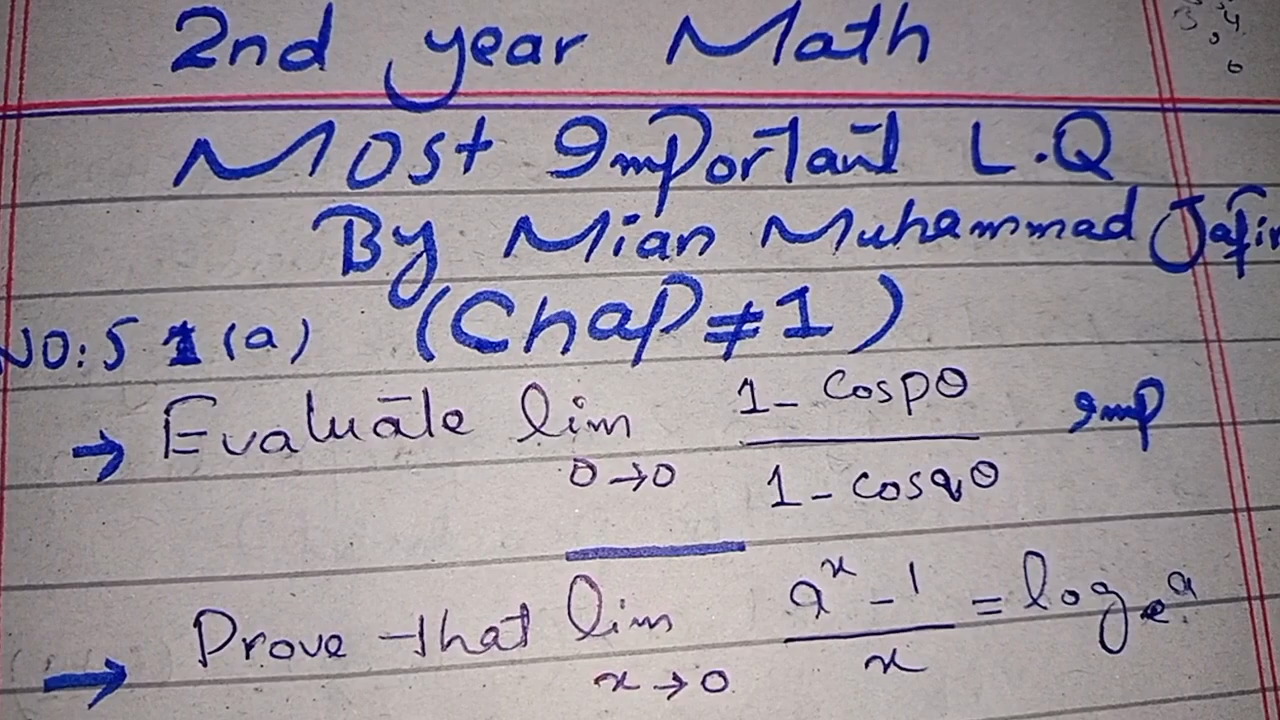 2nd year Math
Most Important L.Q
By Mian Muhammad
(Chap≠1)
NO:5 1(a)
→ Evaluate lim θ→0 (1-cospθ)/(1-cosqθ) Imp
→ Prove that lim x→0 (a^x-1)/x = log_e a.